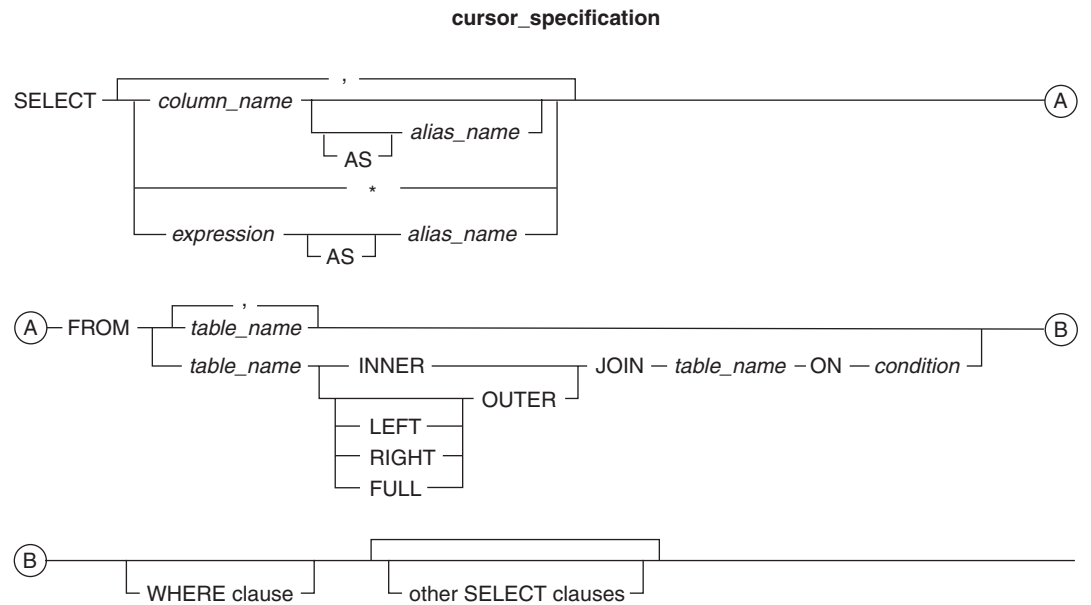 cursor_specification
,
SELECT column_name A
alias_name
AS
*
expression alias_name
AS
,
A FROM table_name B
table_name INNER JOIN table_name ON condition
OUTER
LEFT
RIGHT
FULL
B
WHERE clause other SELECT clauses